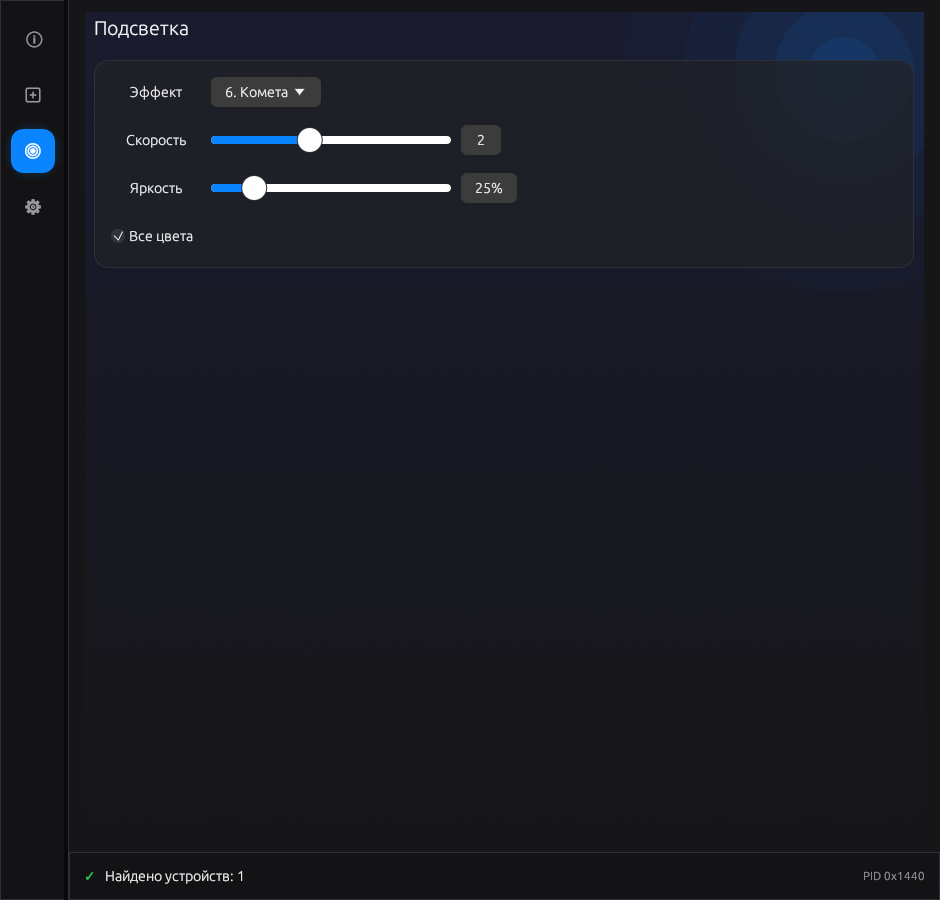 Подсветка
Эффект 6. Комета
Скорость 2
Яркость 25%
Все цвета
✓ Найдено устройств: 1 PID 0x1440